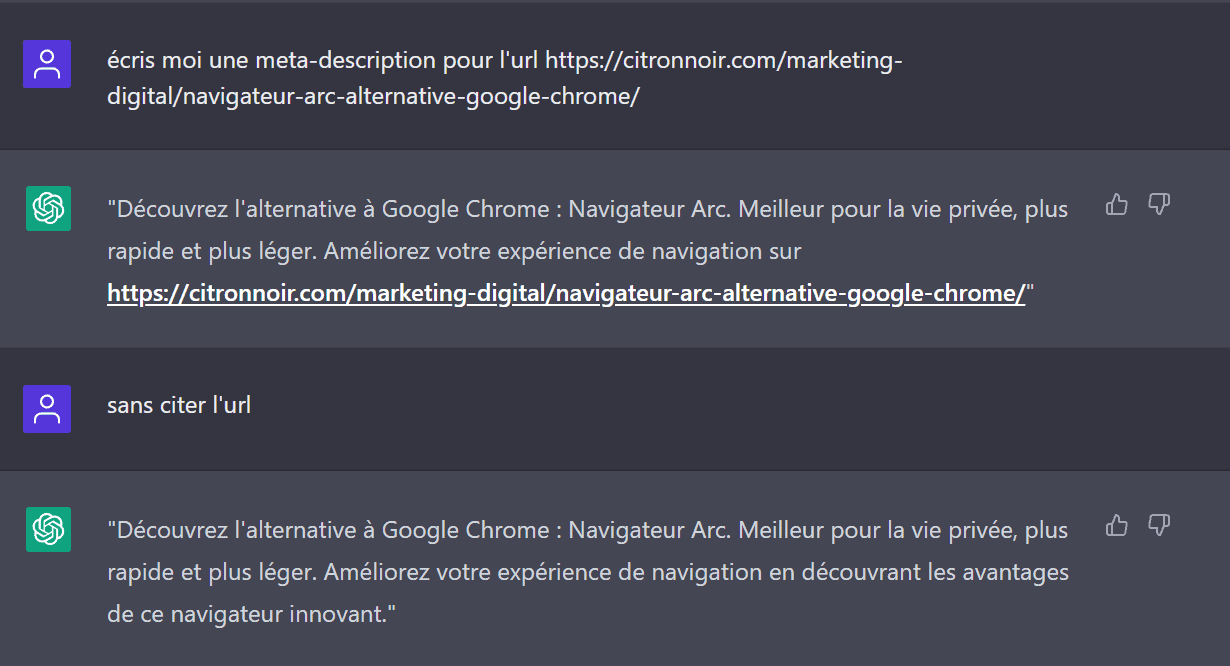 écris moi une meta-description pour l'url https://citronnoir.com/marketing-
digital/navigateur-arc-alternative-google-chrome/
"Découvrez l'alternative à Google Chrome : Navigateur Arc. Meilleur pour la vie privée, plus
rapide et plus léger. Améliorez votre expérience de navigation sur
https://citronnoir.com/marketing-digital/navigateur-arc-alternative-google-chrome/"
sans citer l'url
"Découvrez l'alternative à Google Chrome : Navigateur Arc. Meilleur pour la vie privée, plus
rapide et plus léger. Améliorez votre expérience de navigation en découvrant les avantages
de ce navigateur innovant."